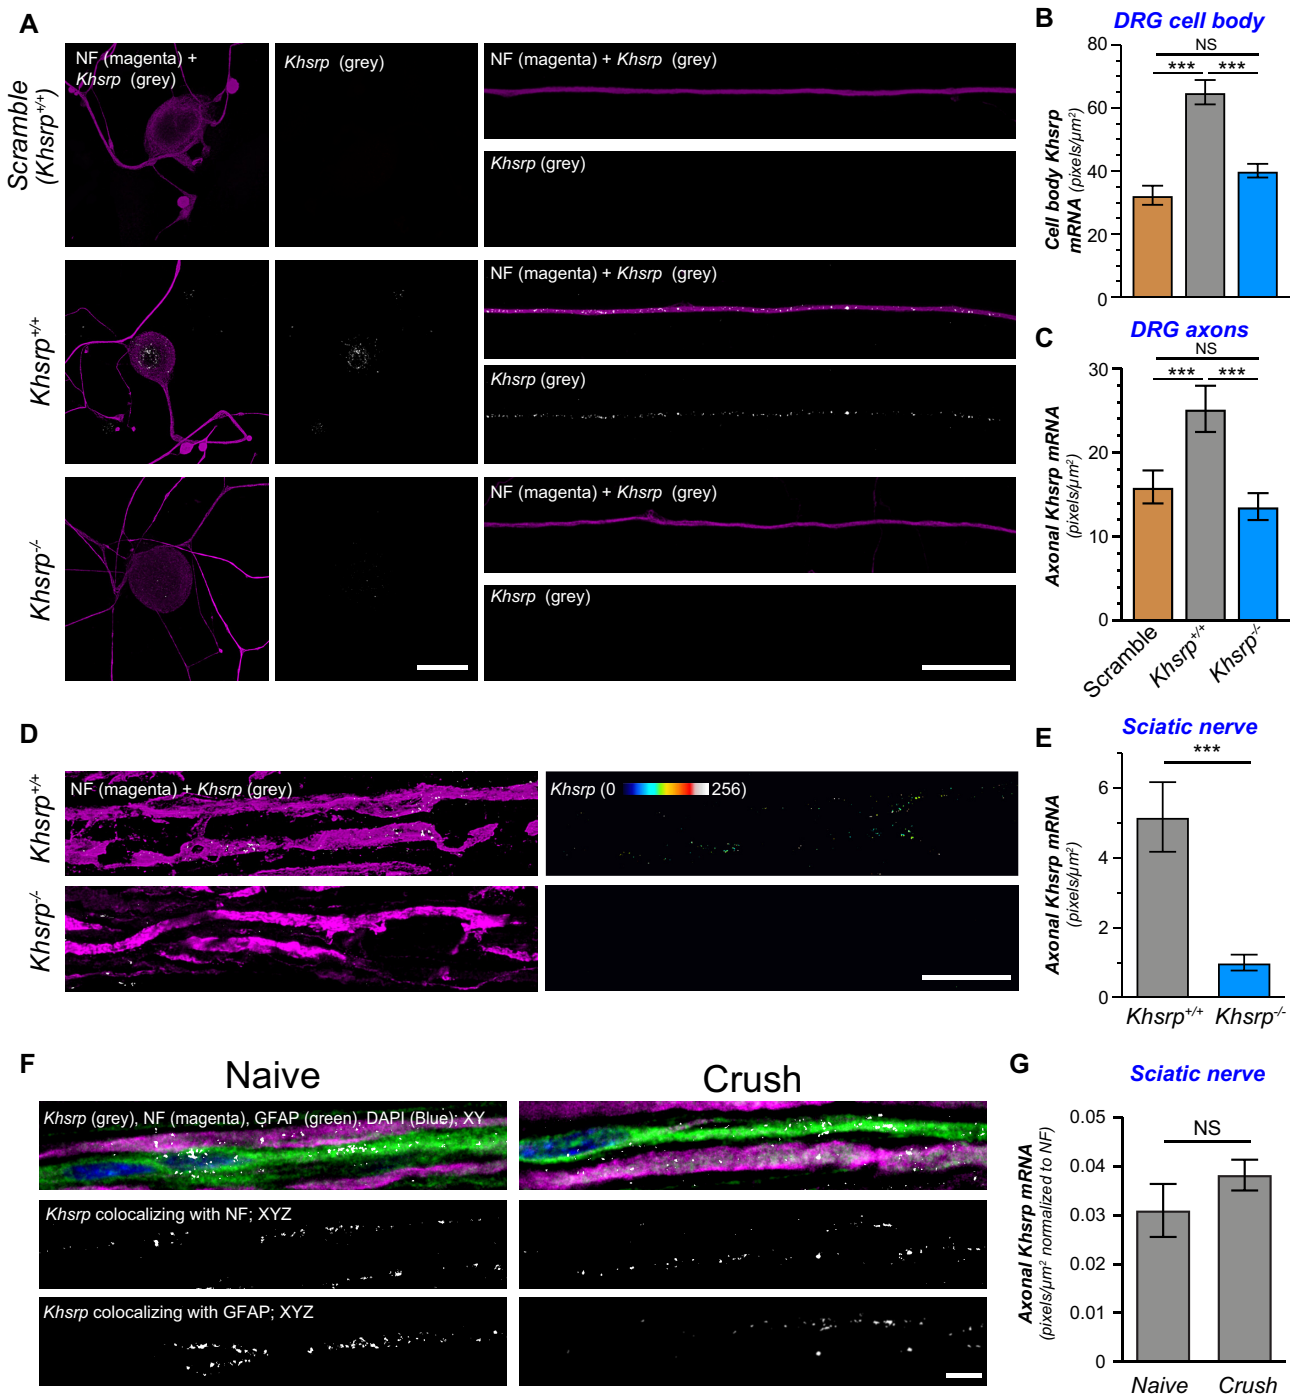 A
Scramble
(Khsrp+/+)
NF (magenta) +
Khsrp (grey)
Khsrp (grey)
NF (magenta) + Khsrp (grey)
Khsrp (grey)
Khsrp+/+
NF (magenta) + Khsrp (grey)
Khsrp (grey)
Khsrp-/-
NF (magenta) + Khsrp (grey)
Khsrp (grey)
B
DRG cell body
Cell body Khsrp
mRNA (pixels/µm²)
80
60
40
20
0
NS
*** ***
C
DRG axons
Axonal Khsrp mRNA
(pixels/µm²)
30
20
10
0
NS
*** ***
Scramble
Khsrp+/+
Khsrp-/-
D
Khsrp+/+
NF (magenta) + Khsrp (grey)
Khsrp (0 256)
Khsrp-/-
E
Sciatic nerve
Axonal Khsrp mRNA
(pixels/µm²)
6
4
2
0
***
Khsrp+/+ Khsrp-/-
F
Naive
Crush
Khsrp (grey), NF (magenta), GFAP (green), DAPI (Blue); XY
Khsrp colocalizing with NF; XYZ
Khsrp colocalizing with GFAP; XYZ
G
Sciatic nerve
Axonal Khsrp mRNA
(pixels/µm² normalized to NF)
0.05
0.04
0.03
0.02
0.01
0
NS
Naive Crush